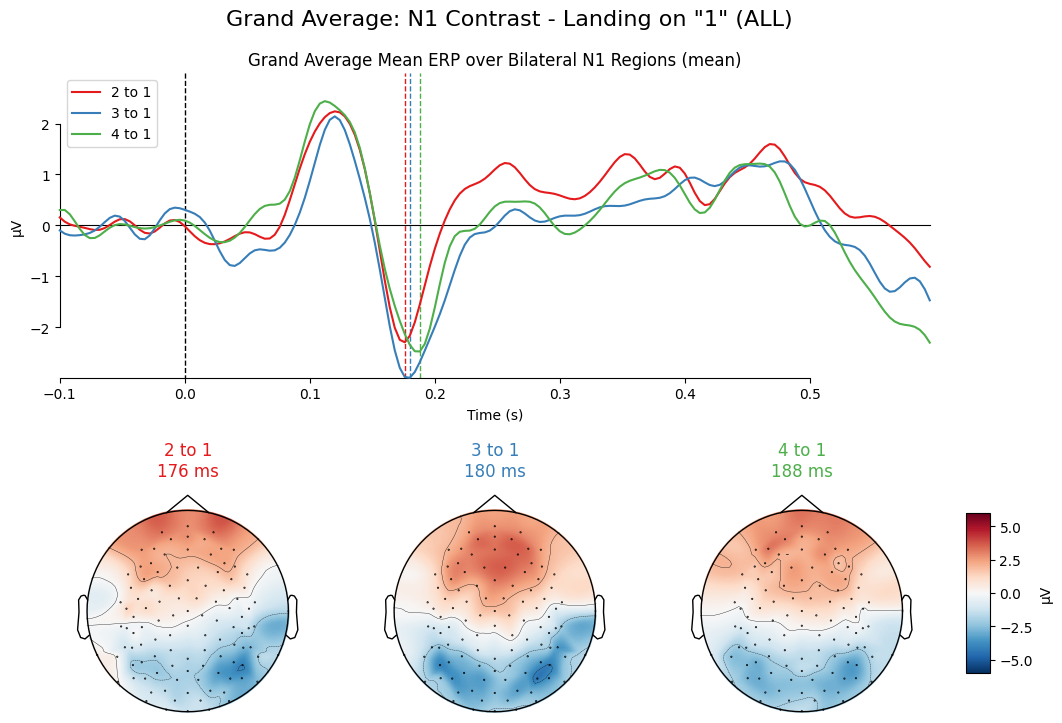 Grand Average: N1 Contrast - Landing on "1" (ALL)
Grand Average Mean ERP over Bilateral N1 Regions (mean)
2 to 1
3 to 1
4 to 1
2
1
0
−1
−2
µV
−0.1 0.0 0.1 0.2 0.3 0.4 0.5
Time (s)
2 to 1
176 ms
3 to 1
180 ms
4 to 1
188 ms
5.0
2.5
0.0
−2.5
−5.0
µV